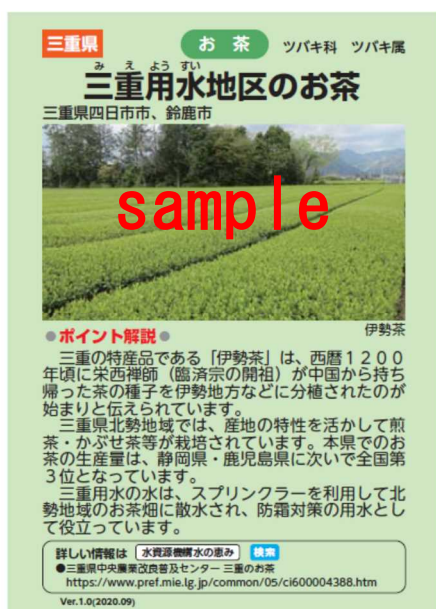 三重県
お茶 ツバキ科 ツバキ属
み え よう すい
三重用水地区のお茶
三重県四日市市、鈴鹿市
sample
伊勢茶
●ポイント解説●
三重の特産品である「伊勢茶」は、西暦１２００
年頃に栄西禅師（臨済宗の開祖）が中国から持ち
帰った茶の種子を伊勢地方などに分植されたのが
始まりと伝えられています。
三重県北勢地域では、産地の特性を活かして煎
茶・かぶせ茶等が栽培されています。本県でのお
茶の生産量は、静岡県・鹿児島県に次いで全国第
３位となっています。
三重用水の水は、スプリンクラーを利用して北
勢地域のお茶畑に散水され、防霜対策の用水とし
て役立っています。
詳しい情報は 水資源機構水の恵み 検索
●三重県中央農業改良普及センター 三重のお茶
https://www.pref.mie.lg.jp/common/05/ci600004388.htm
Ver.1.0(2020.09)